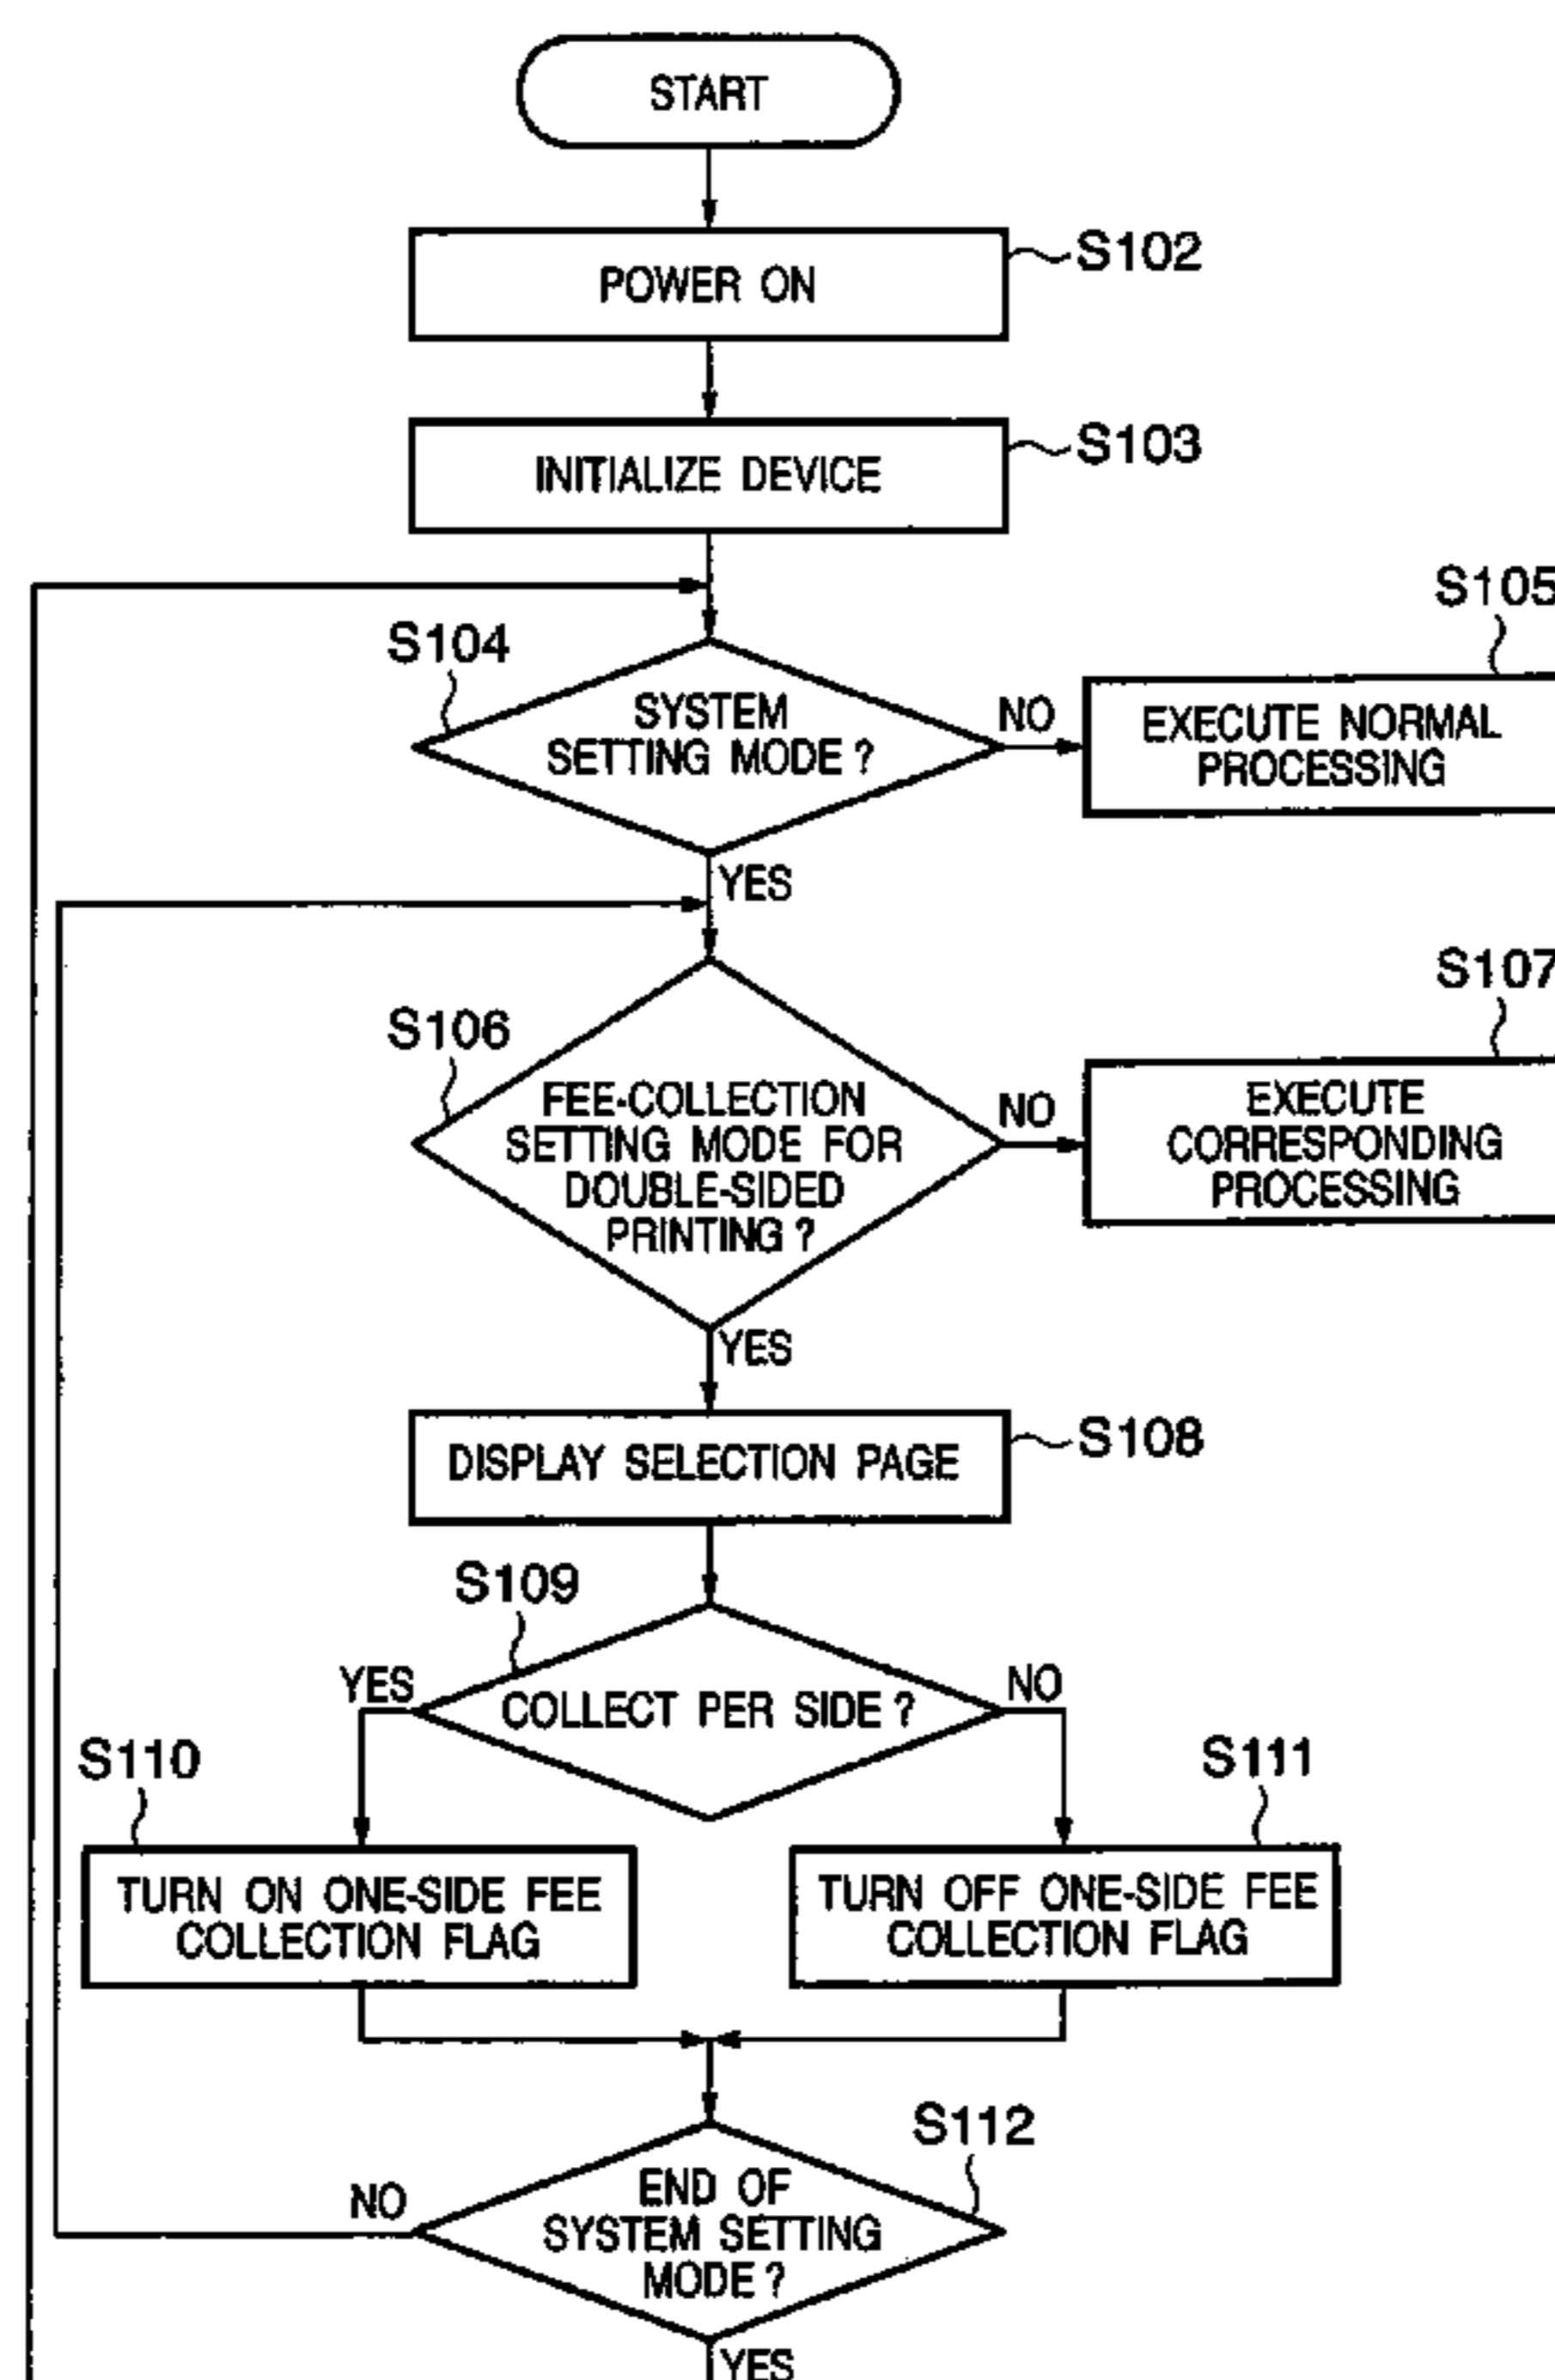 START
POWER ON
S102
INITIALIZE DEVICE
S103
S104
SYSTEM
SETTING MODE ?
NO
S105
EXECUTE NORMAL
PROCESSING
YES
S106
FEE-COLLECTION
SETTING MODE FOR
DOUBLE-SIDED
PRINTING ?
NO
S107
EXECUTE
CORRESPONDING
PROCESSING
YES
DISPLAY SELECTION PAGE
S108
S109
YES
COLLECT PER SIDE ?
NO
S110
TURN ON ONE-SIDE FEE
COLLECTION FLAG
S111
TURN OFF ONE-SIDE FEE
COLLECTION FLAG
S112
NO
END OF
SYSTEM SETTING
MODE ?
YES